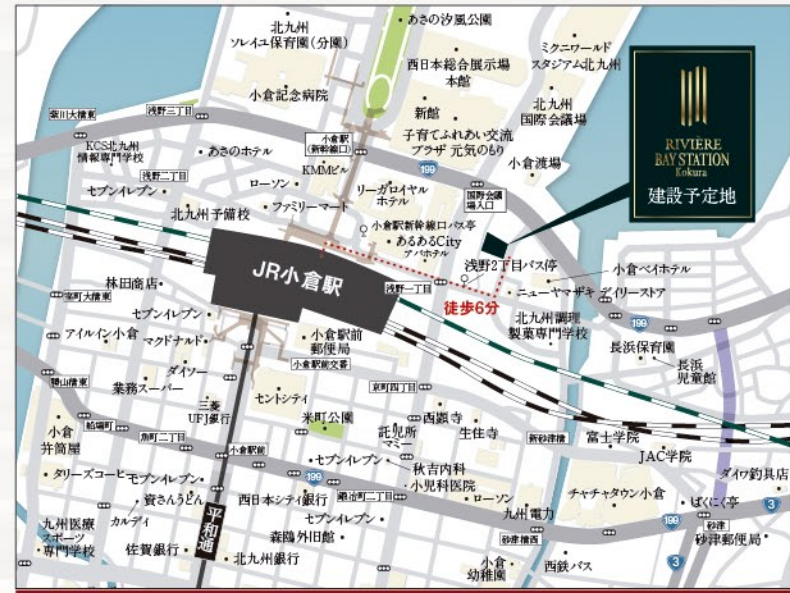 北九州
ソレイユ保育園(分園)
あさの汐風公園
西日本総合展示場
本館
ミクニワールド
スタジアム北九州
小倉記念病院
新館
北九州
国際会議場
RIVIÈRE
BAY STATION
Kokura
建設予定地
紫川大橋東
浅野三丁目
小倉駅
(新幹線口)
子育てふれあい交流
プラザ 元気のもり
KCS北九州
情報専門学校
あさのホテル
KMMビル
199
小倉渡場
浅野二丁目
セブンイレブン
ローソン
リーガロイヤル
ホテル
国際会議
場入口
北九州予備校
ファミリーマート
小倉駅新幹線口バス亭
あるあるCity
アパホテル
浅野2丁目バス停
小倉ベイホテル
JR小倉駅
浅野一丁目
徒歩6分
ニューヤマザキ デイリーストア
林田商店
室町大橋東
セブンイレブン
北九州調理
製菓専門学校
199
アイルイン小倉
マクドナルド
小倉駅前
郵便局
長浜保育園
小倉駅前交番
長浜
児童館
ダイソー
勝山橋東
業務スーパー
セントシティ
京町四丁目
三菱
UFJ銀行
米町公園
西顕寺
託児所
マミー
生住寺
船場町
魚町二丁目
小倉
井筒屋
小倉駅前
新砂津橋
富士学院
JAC学院
セブンイレブン
秋吉内科
小児科医院
タリーズコーヒー
セブンイレブン
199
ダイワ釣具店
資さんうどん
西日本シティ銀行
鍛冶町二丁目
ローソン
チャチャタウン小倉
ばくにく亭
3
カルディ
平和通
セブンイレブン
九州電力
199
砂津
九州医療
スポーツ
専門学校
佐賀銀行
森鴎外旧館
砂津橋西
砂津郵便局
北九州銀行
小倉
幼稚園
西鉄バス
3